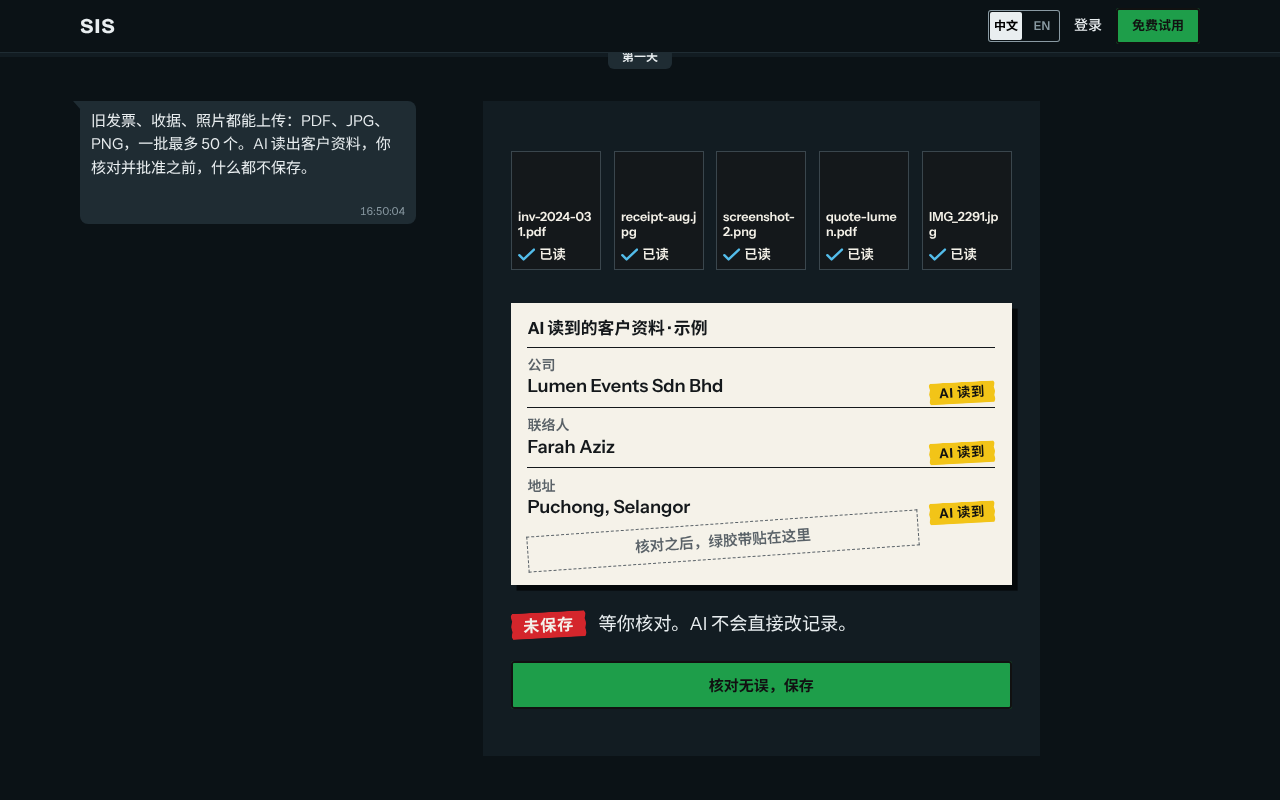 SIS
中文
EN
登录
免费试用
第一天
旧发票、收据、照片都能上传：PDF、JPG、
PNG，一批最多 50 个。AI 读出客户资料，你
核对并批准之前，什么都不保存。
16:50:04
inv-2024-03
1.pdf
已读
receipt-aug.j
pg
已读
screenshot-
2.png
已读
quote-lume
n.pdf
已读
IMG_2291.jp
g
已读
AI 读到的客户资料·示例
公司
Lumen Events Sdn Bhd
AI 读到
联络人
Farah Aziz
AI 读到
地址
Puchong, Selangor
AI 读到
核对之后，绿胶带贴在这里
未保存
等你核对。AI 不会直接改记录。
核对无误，保存